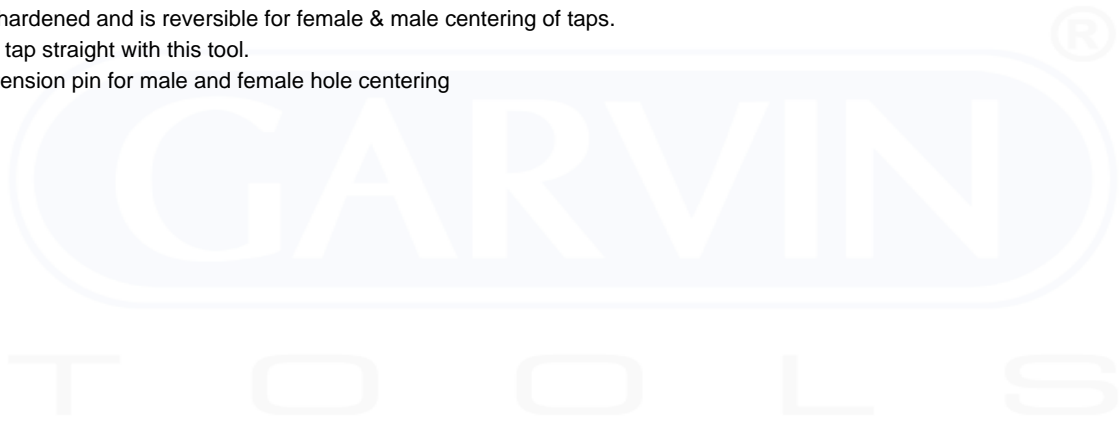 hardened and is reversible for female & male centering of taps.
tap straight with this tool.
ension pin for male and female hole centering
GARVIN®
TOOLS